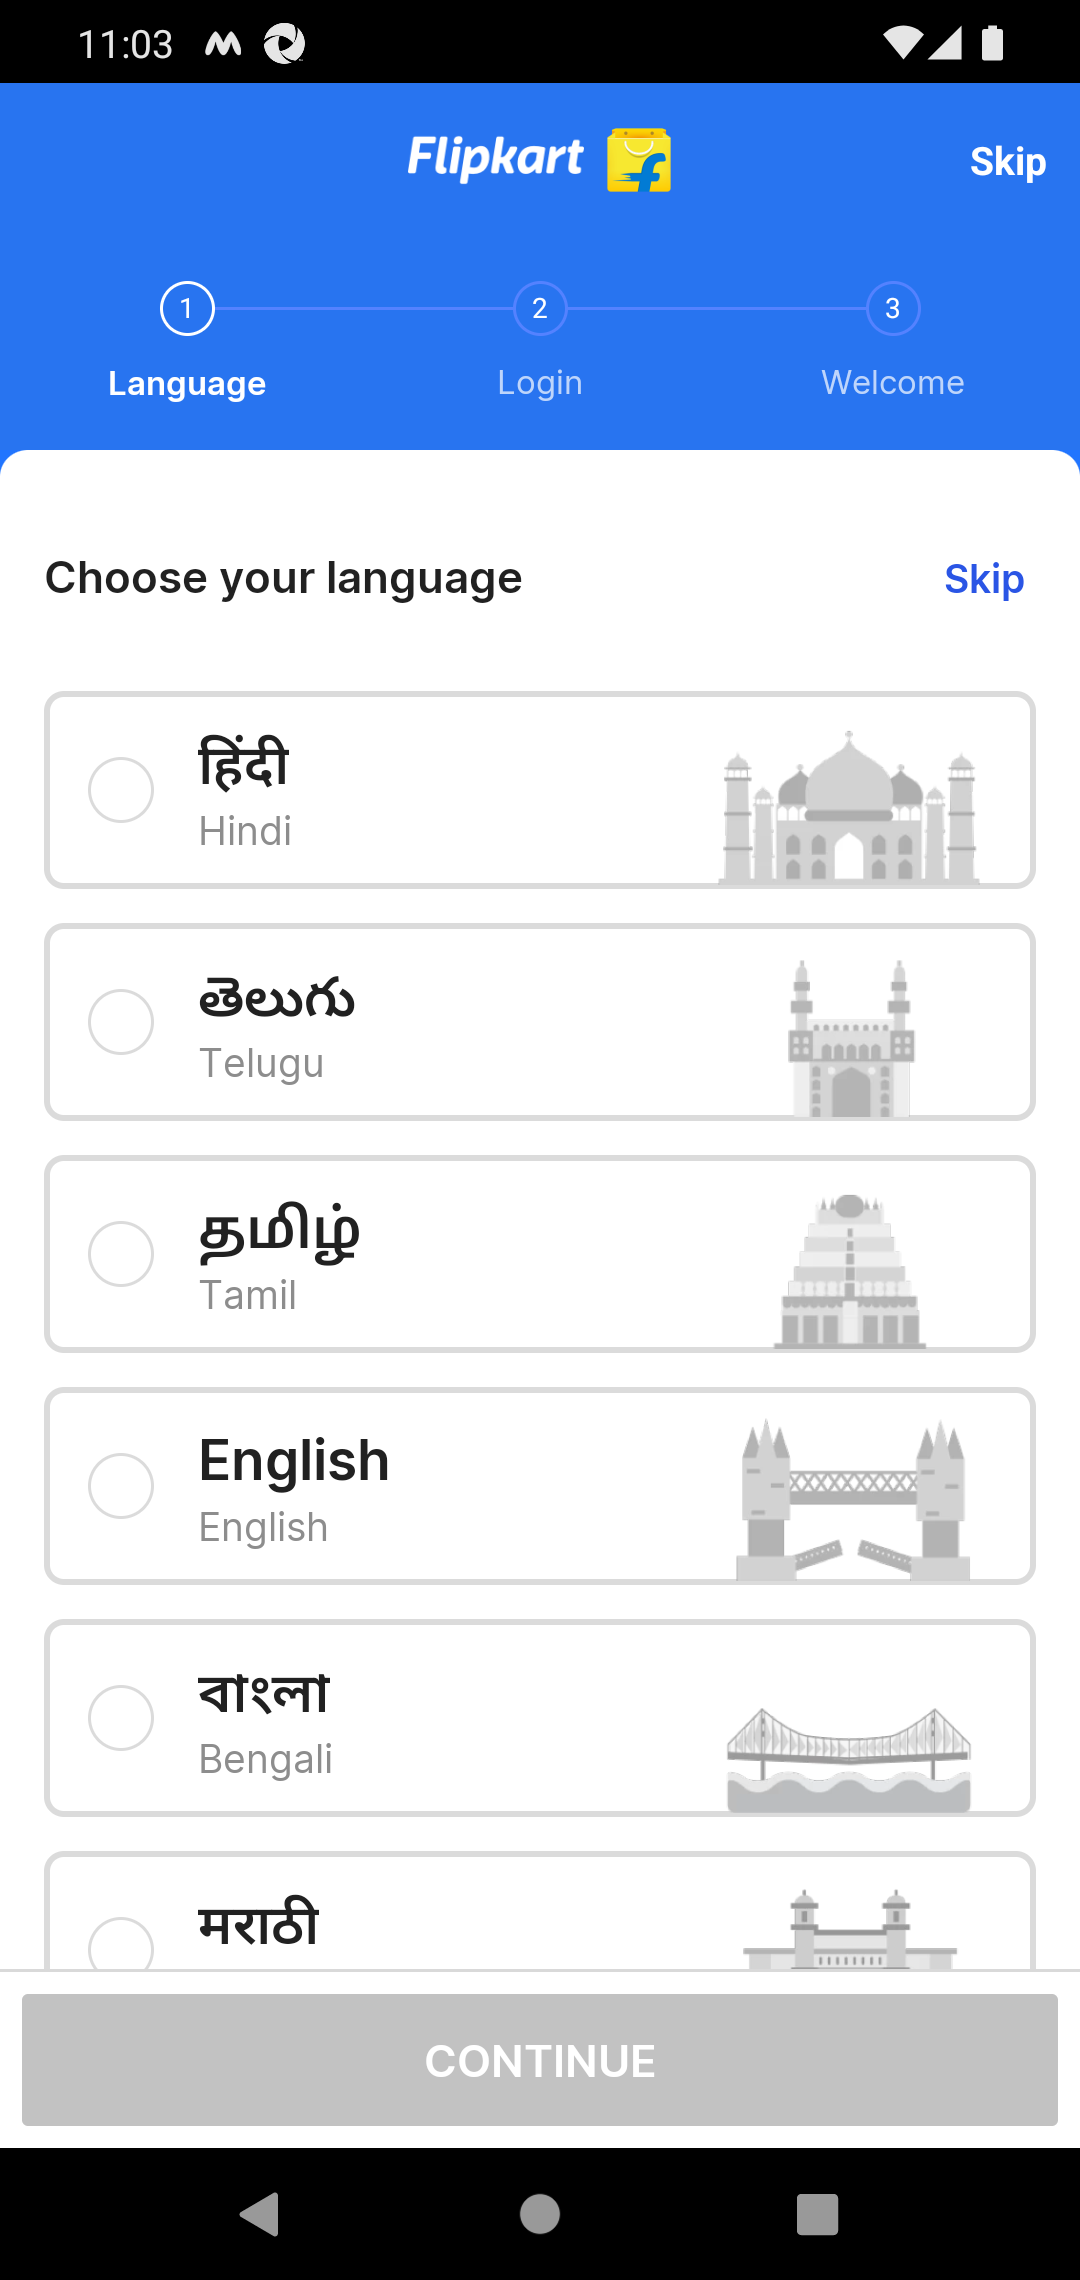 11:03
Flipkart
Skip
1 2 3
Language Login Welcome
Choose your language Skip
हिंदी
Hindi
తెలుగు
Telugu
தமிழ்
Tamil
English
English
বাংলা
Bengali
मराठी
CONTINUE